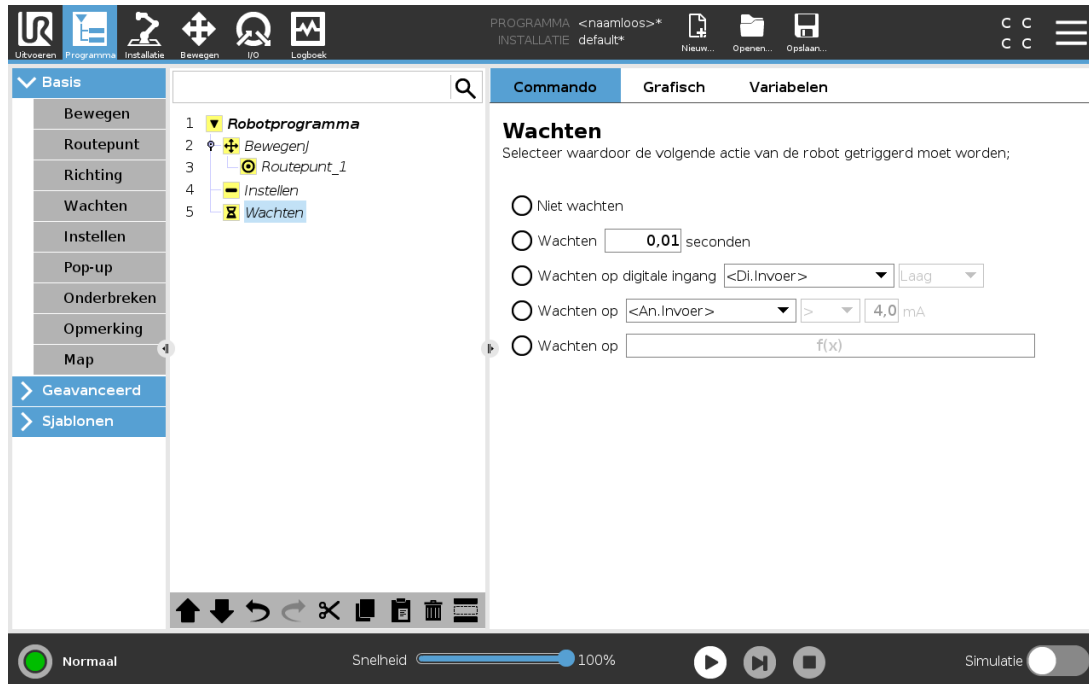 PROGRAMMA <naamloos>*
INSTALLATIE default*
Uitvoeren Programma Installatie Bewegen I/O Logboek
Nieuw... Openen... Opslaan...
C C
C C
Basis
Bewegen
Routepunt
Richting
Wachten
Instellen
Pop-up
Onderbreken
Opmerking
Map
Geavanceerd
Sjablonen
1 Robotprogramma
2 BewegenJ
3 Routepunt_1
4 Instellen
5 Wachten
Commando Grafisch Variabelen
Wachten
Selecteer waardoor de volgende actie van de robot getriggerd moet worden;
Niet wachten
Wachten 0,01 seconden
Wachten op digitale ingang <Di.Invoer> Laag
Wachten op <An.Invoer> > 4,0 mA
Wachten op f(x)
Normaal
Snelheid 100%
Simulatie